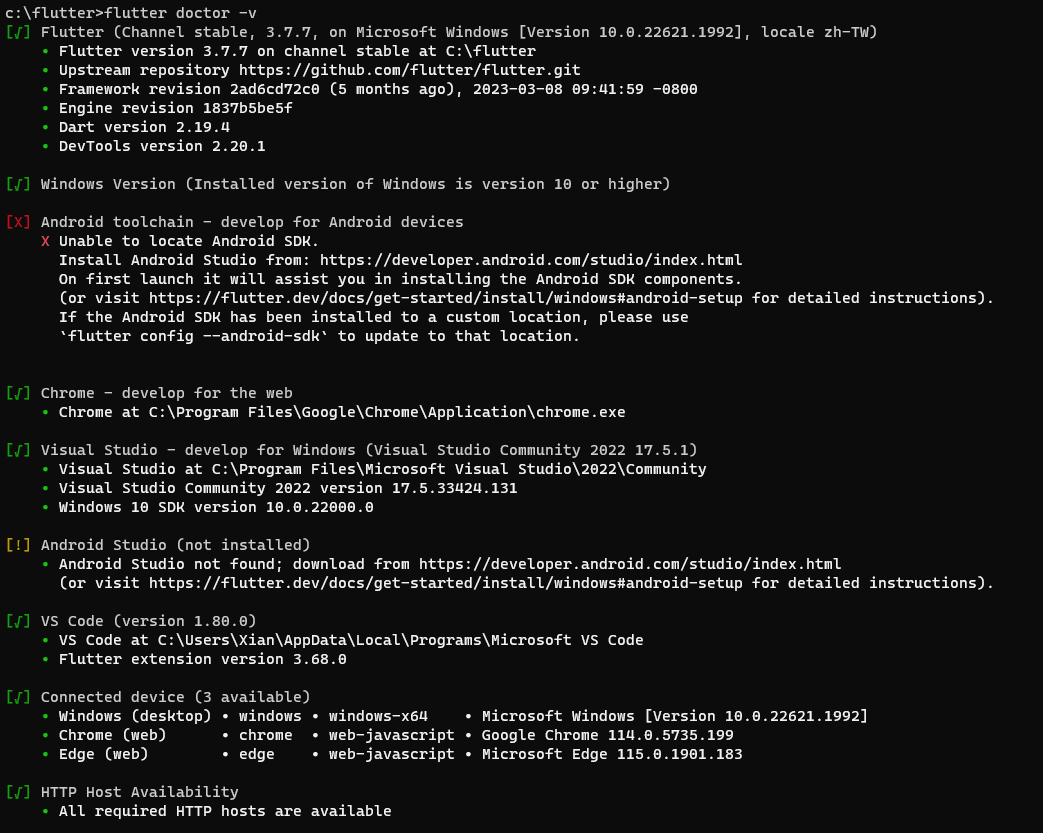 c:\flutter>flutter doctor -v
[√] Flutter (Channel stable, 3.7.7, on Microsoft Windows [Version 10.0.22621.1992], locale zh-TW)
    • Flutter version 3.7.7 on channel stable at C:\flutter
    • Upstream repository https://github.com/flutter/flutter.git
    • Framework revision 2ad6cd72c0 (5 months ago), 2023-03-08 09:41:59 -0800
    • Engine revision 1837b5be5f
    • Dart version 2.19.4
    • DevTools version 2.20.1
[√] Windows Version (Installed version of Windows is version 10 or higher)
[X] Android toolchain - develop for Android devices
    X Unable to locate Android SDK.
      Install Android Studio from: https://developer.android.com/studio/index.html
      On first launch it will assist you in installing the Android SDK components.
      (or visit https://flutter.dev/docs/get-started/install/windows#android-setup for detailed instructions).
      If the Android SDK has been installed to a custom location, please use
      `flutter config --android-sdk` to update to that location.
[√] Chrome - develop for the web
    • Chrome at C:\Program Files\Google\Chrome\Application\chrome.exe
[√] Visual Studio - develop for Windows (Visual Studio Community 2022 17.5.1)
    • Visual Studio at C:\Program Files\Microsoft Visual Studio\2022\Community
    • Visual Studio Community 2022 version 17.5.33424.131
    • Windows 10 SDK version 10.0.22000.0
[!] Android Studio (not installed)
    • Android Studio not found; download from https://developer.android.com/studio/index.html
      (or visit https://flutter.dev/docs/get-started/install/windows#android-setup for detailed instructions).
[√] VS Code (version 1.80.0)
    • VS Code at C:\Users\Xian\AppData\Local\Programs\Microsoft VS Code
    • Flutter extension version 3.68.0
[√] Connected device (3 available)
    • Windows (desktop) • windows • windows-x64    • Microsoft Windows [Version 10.0.22621.1992]
    • Chrome (web)      • chrome  • web-javascript • Google Chrome 114.0.5735.199
    • Edge (web)        • edge    • web-javascript • Microsoft Edge 115.0.1901.183
[√] HTTP Host Availability
    • All required HTTP hosts are available